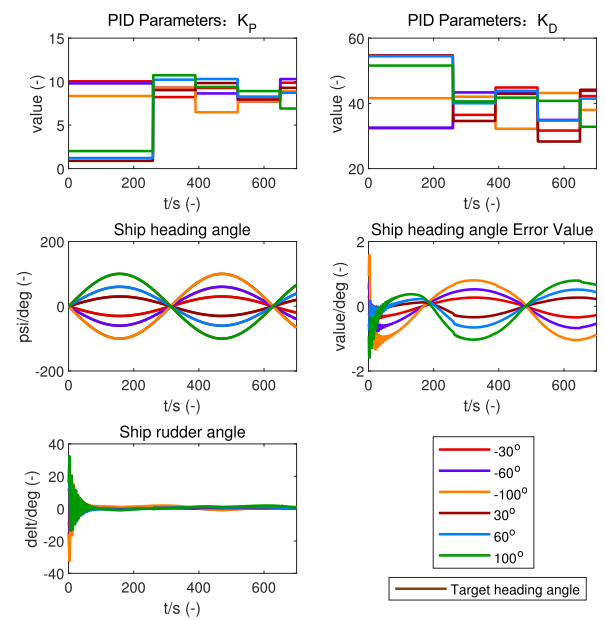 PID Parameters：K_P
PID Parameters：K_D
value (-)
15
10
5
0
0
200
400
600
t/s (-)
value (-)
60
40
20
0
200
400
600
t/s (-)
Ship heading angle
Ship heading angle Error Value
psi/deg (-)
200
0
-200
0
200
400
600
t/s (-)
value/deg (-)
2
0
-2
0
200
400
600
t/s (-)
Ship rudder angle
delt/deg (-)
40
20
0
-20
-40
0
200
400
600
t/s (-)
-30°
-60°
-100°
30°
60°
100°
Target heading angle